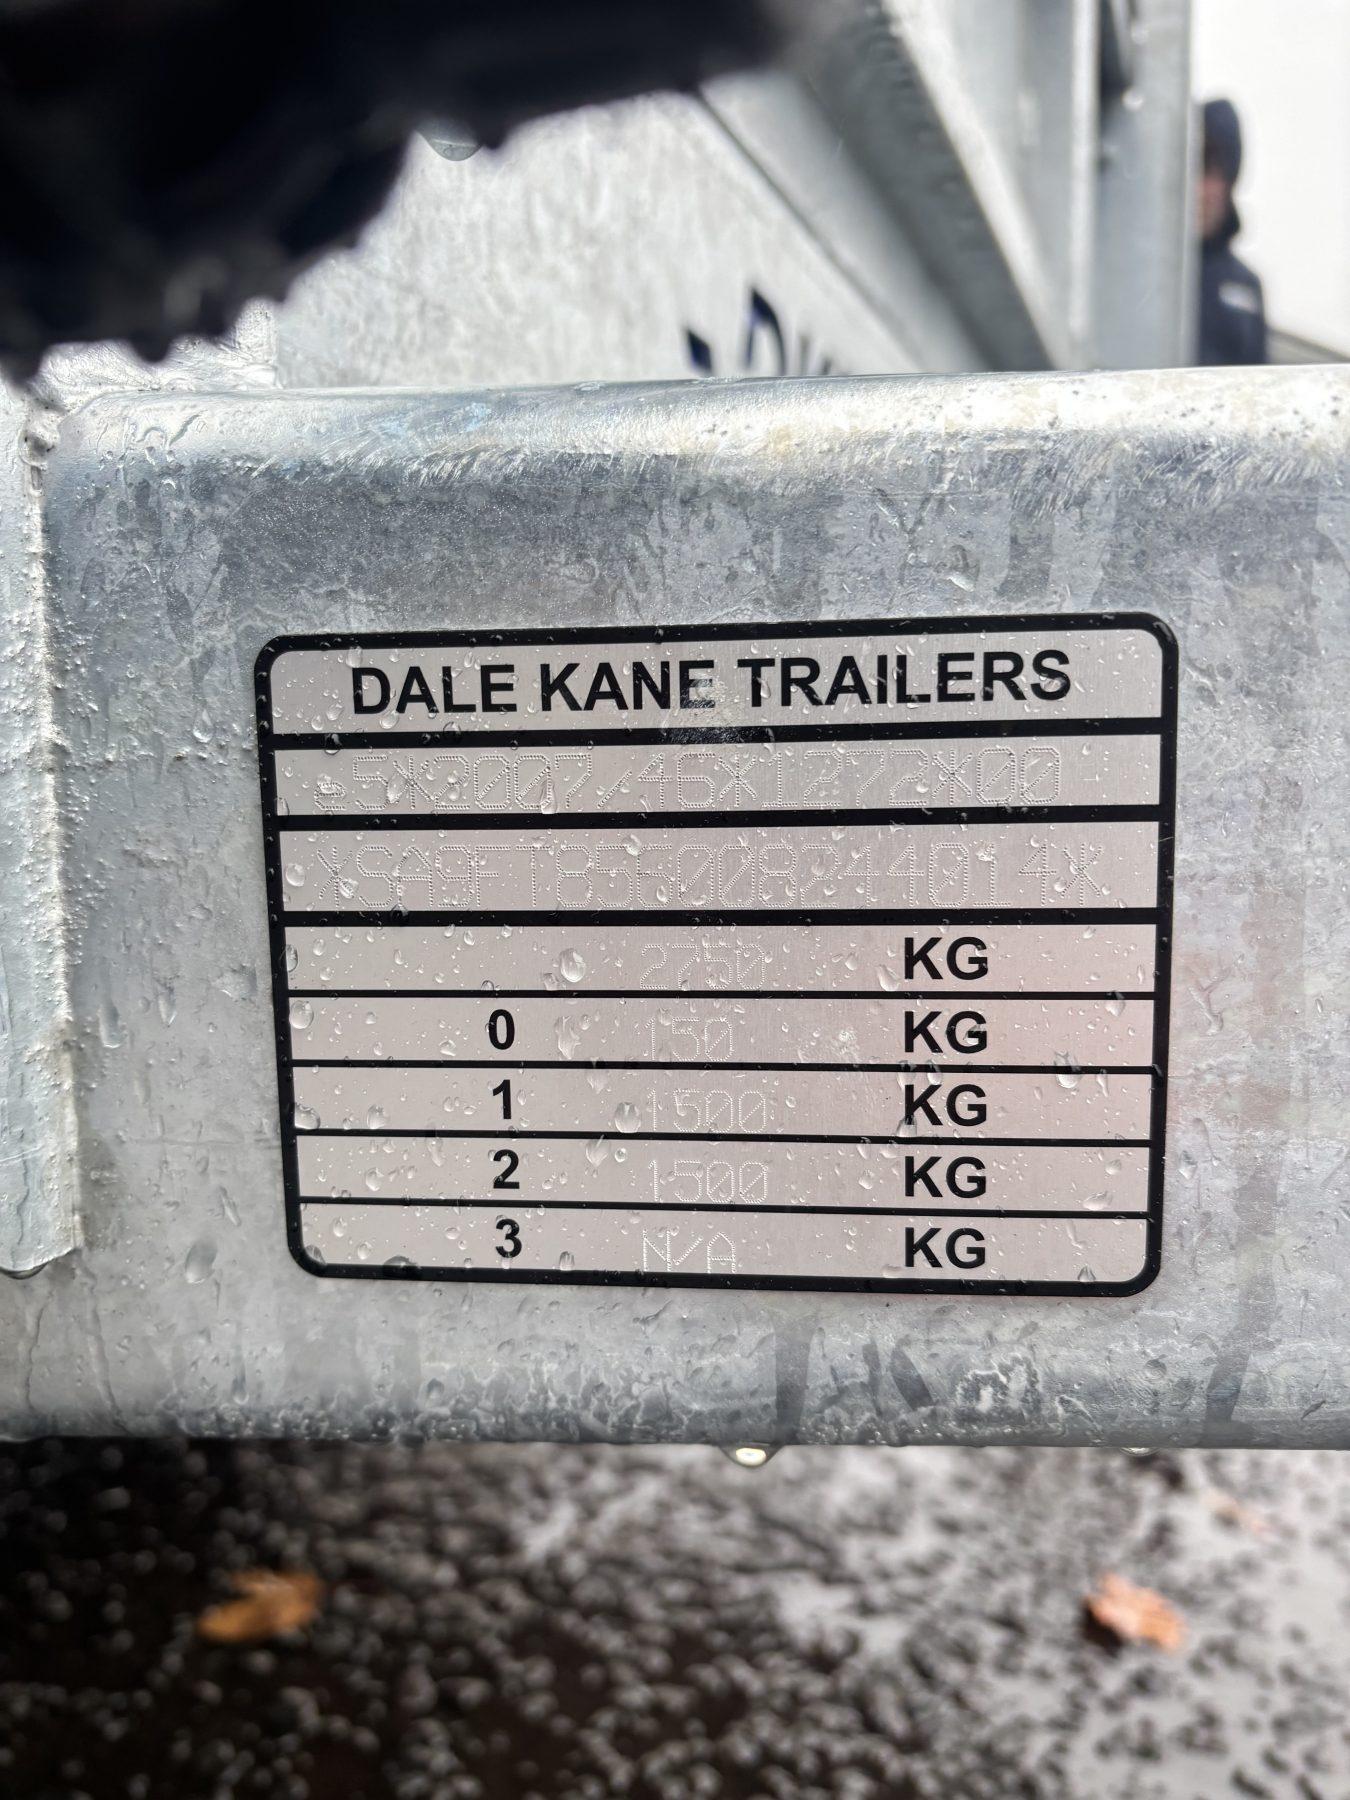 DALE KANE TRAILERS
e5*2007/46*1272*00
*SA9FT856008244014*
2750 KG
0 150 KG
1 1500 KG
2 1500 KG
3 N/A KG